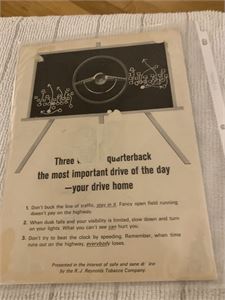 Three Quarterback
the most important drive of the day
—your drive home
1. Don't buck the line of traffic, stay in it. Fancy open field running
doesn't pay on the highway.
2. When dusk falls and your visibility is limited, slow down and turn
on your lights. What you can't see can hurt you.
3. Don't try to beat the clock by speeding. Remember, when time
runs out on the highway, everybody loses.
Presented in the interest of safe and sane
by the R. J. Reynolds Tobacco Company.